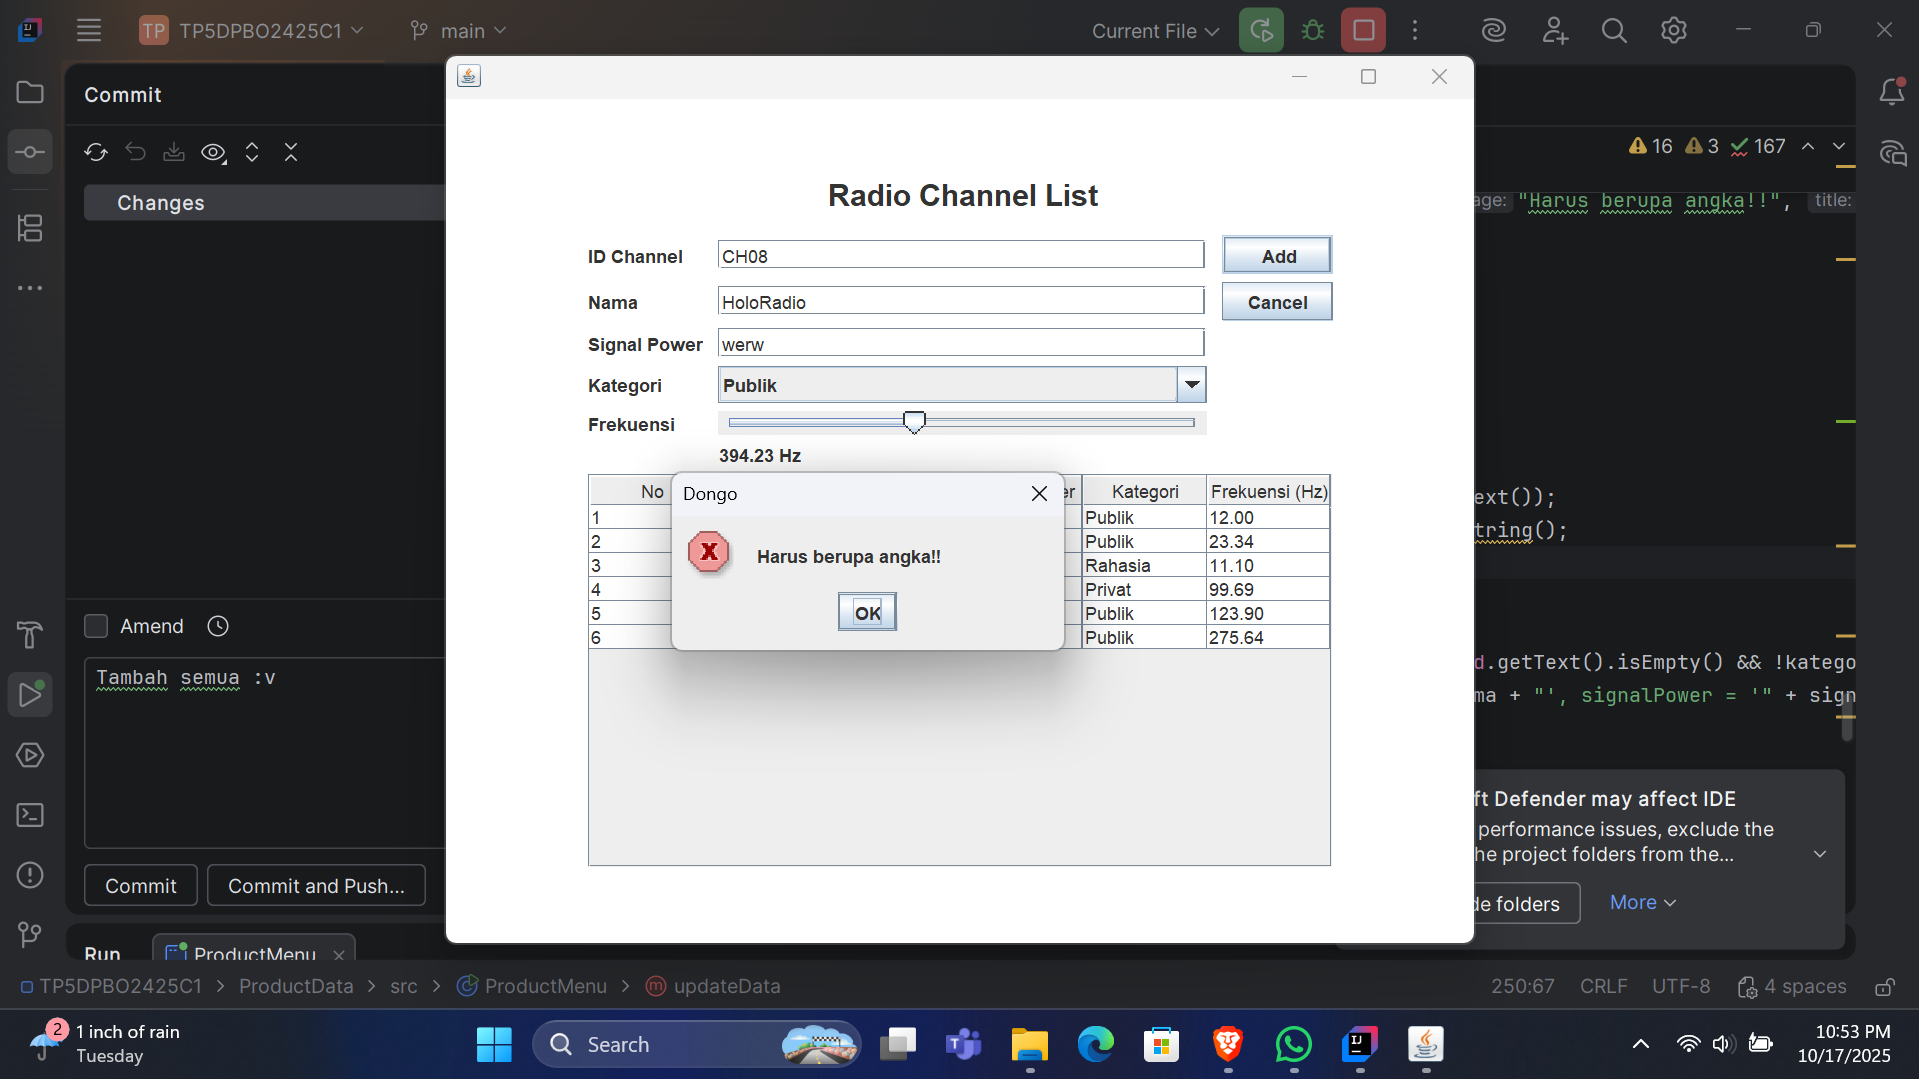 TP TP5DPBO2425C1
main
Current File
Commit
Changes
Amend
Tambah semua :v
Commit
Commit and Push...
Run
ProductMenu
16 3 167
"Harus berupa angka!!", title:
ext());
tring();
d.getText().isEmpty() && !katego
ma + "', signalPower = '" + sign
Radio Channel List
ID Channel CH08 Add
Nama HoloRadio Cancel
Signal Power werw
Kategori Publik
Frekuensi
394.23 Hz
No er Kategori Frekuensi (Hz)
1 Publik 12.00
2 Publik 23.34
3 Rahasia 11.10
4 Privat 99.69
5 Publik 123.90
6 Publik 275.64
Dongo
Harus berupa angka!!
OK
ft Defender may affect IDE
performance issues, exclude the
he project folders from the...
de folders More
TP5DPBO2425C1 > ProductData > src > ProductMenu > m updateData
250:67 CRLF UTF-8 4 spaces
2 1 inch of rain
Tuesday
Search
10:53 PM
10/17/2025